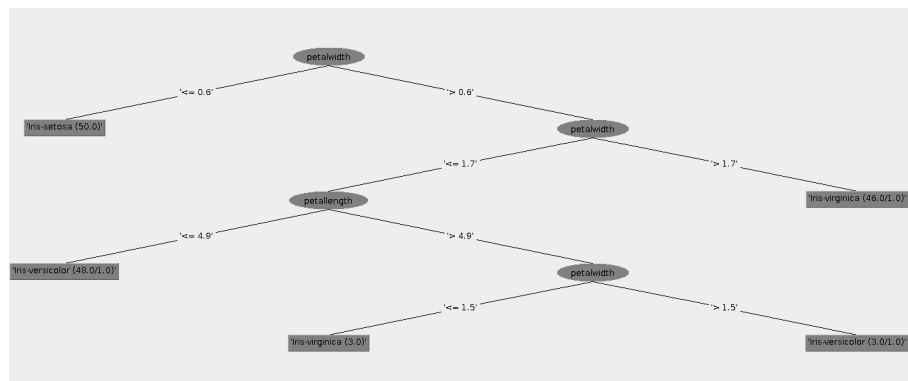 petalwidth
'<= 0.6'
'> 0.6'
'Iris-setosa (50.0)'
petalwidth
'<= 1.7'
'> 1.7'
petallength
'Iris-virginica (46.0/1.0)'
'<= 4.9'
'> 4.9'
'Iris-versicolor (48.0/1.0)'
petalwidth
'<= 1.5'
'> 1.5'
'Iris-virginica (3.0)'
'Iris-versicolor (3.0/1.0)'